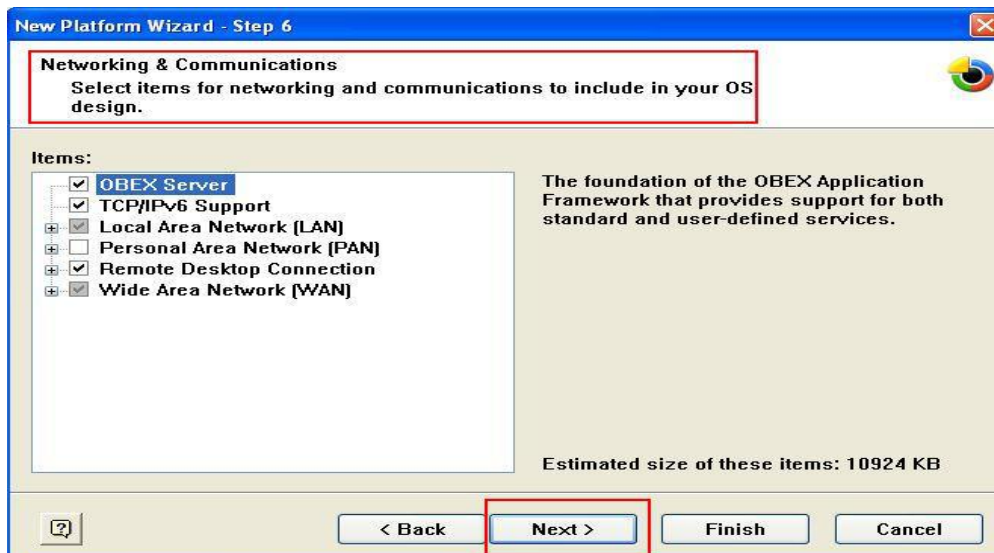 New Platform Wizard - Step 6
Networking & Communications
Select items for networking and communications to include in your OS
design.
Items:
OBEX Server
TCP/IPv6 Support
Local Area Network (LAN)
Personal Area Network (PAN)
Remote Desktop Connection
Wide Area Network (WAN)
The foundation of the OBEX Application
Framework that provides support for both
standard and user-defined services.
Estimated size of these items: 10924 KB
< Back
Next >
Finish
Cancel